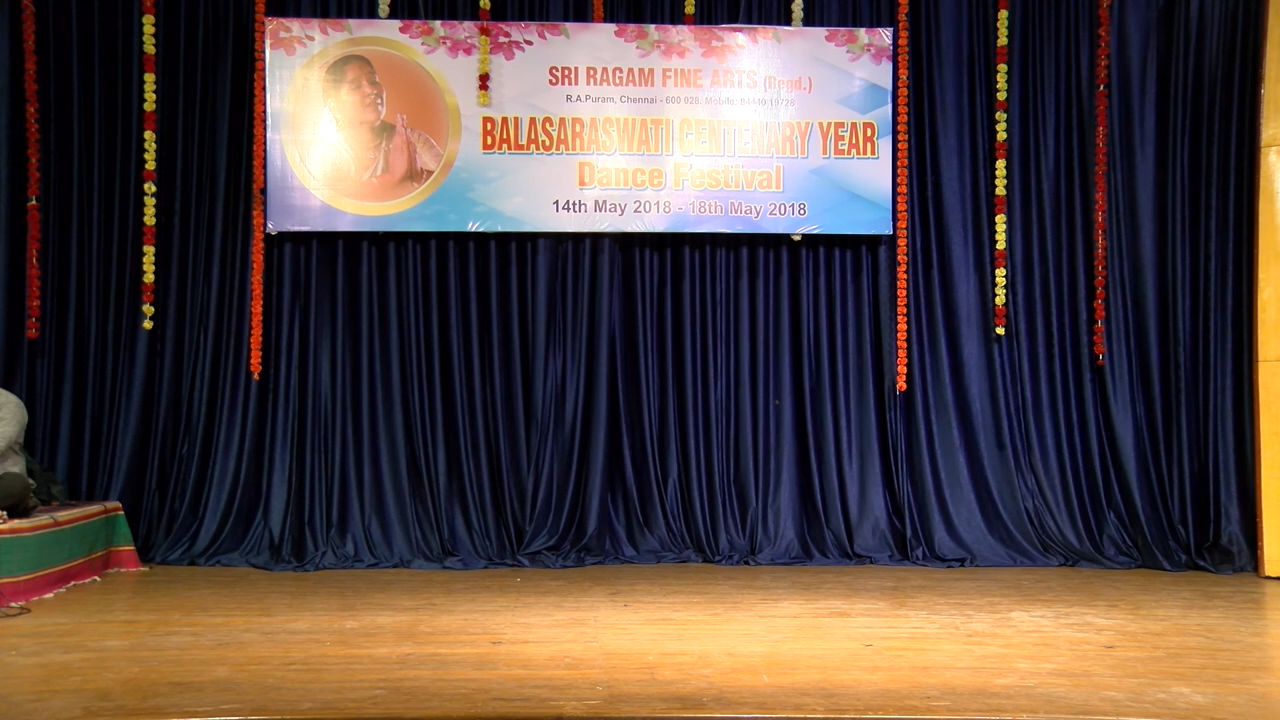 SRI RAGAM FINE ARTS (Regd.)
R.A.Puram, Chennai - 600 028. Mobile: 94440 19728
BALASARASWATI CENTENARY YEAR
Dance Festival
14th May 2018 - 18th May 2018